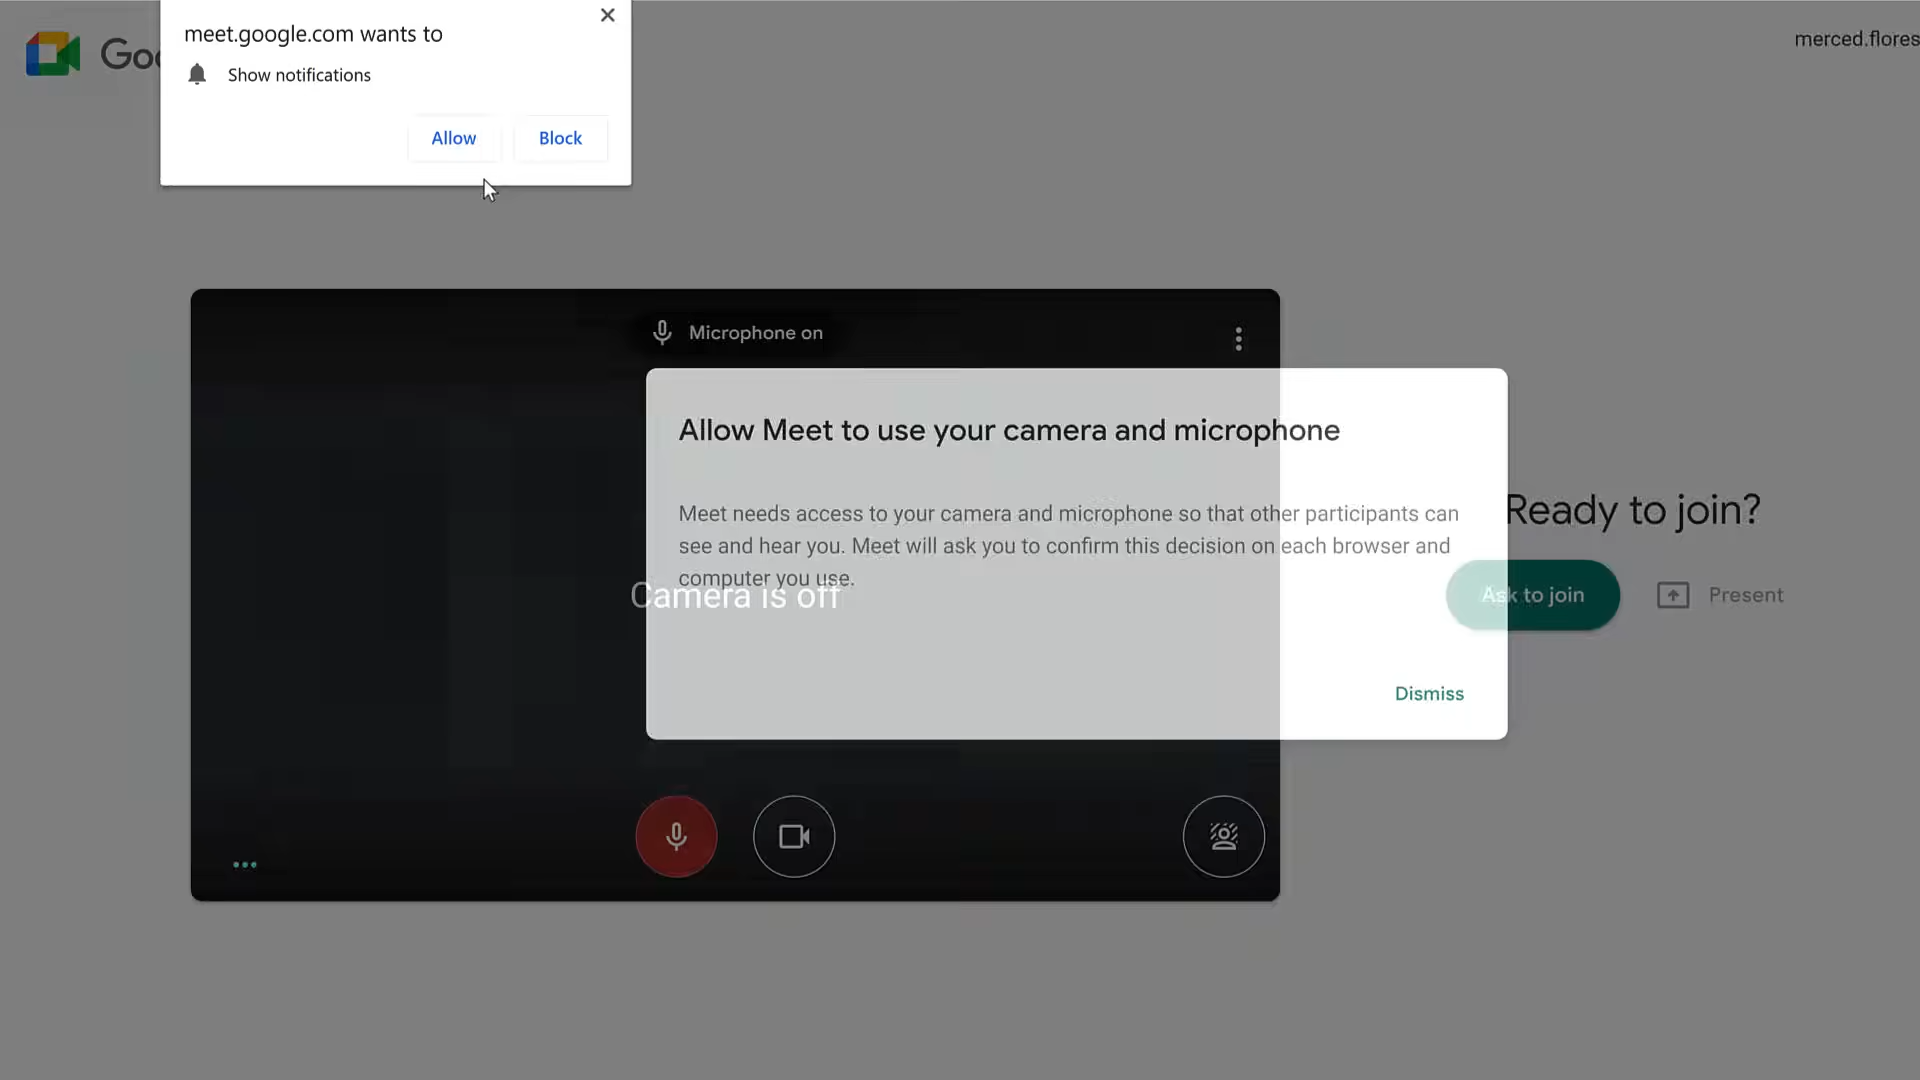 meet.google.com wants to
Show notifications
Allow
Block
Goo
merced.flores
Microphone on
Allow Meet to use your camera and microphone
Meet needs access to your camera and microphone so that other participants can
see and hear you. Meet will ask you to confirm this decision on each browser and
computer you use.
Camera is off
Dismiss
Ready to join?
Ask to join
Present